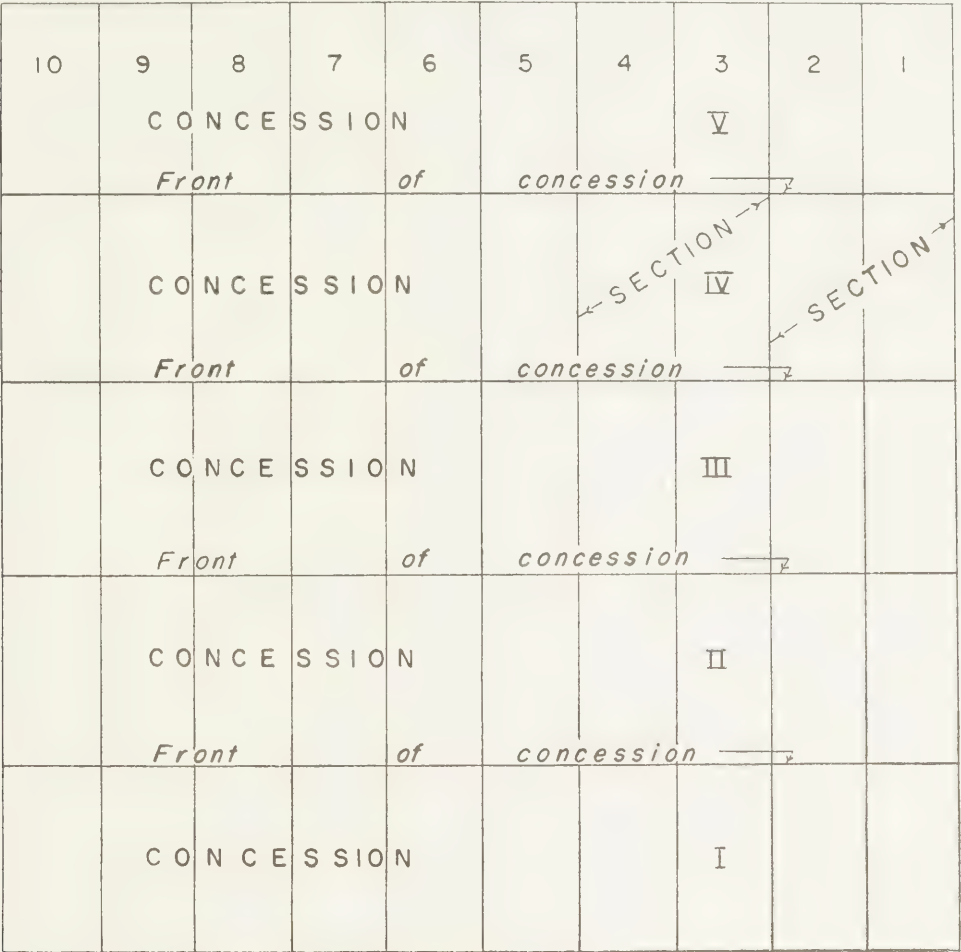 10 9 8 7 6 5 4 3 2 1
CONCESSION V
Front of concession
SECTION
SECTION
CONCESSION IV
Front of concession
CONCESSION III
Front of concession
CONCESSION II
Front of concession
CONCESSION I